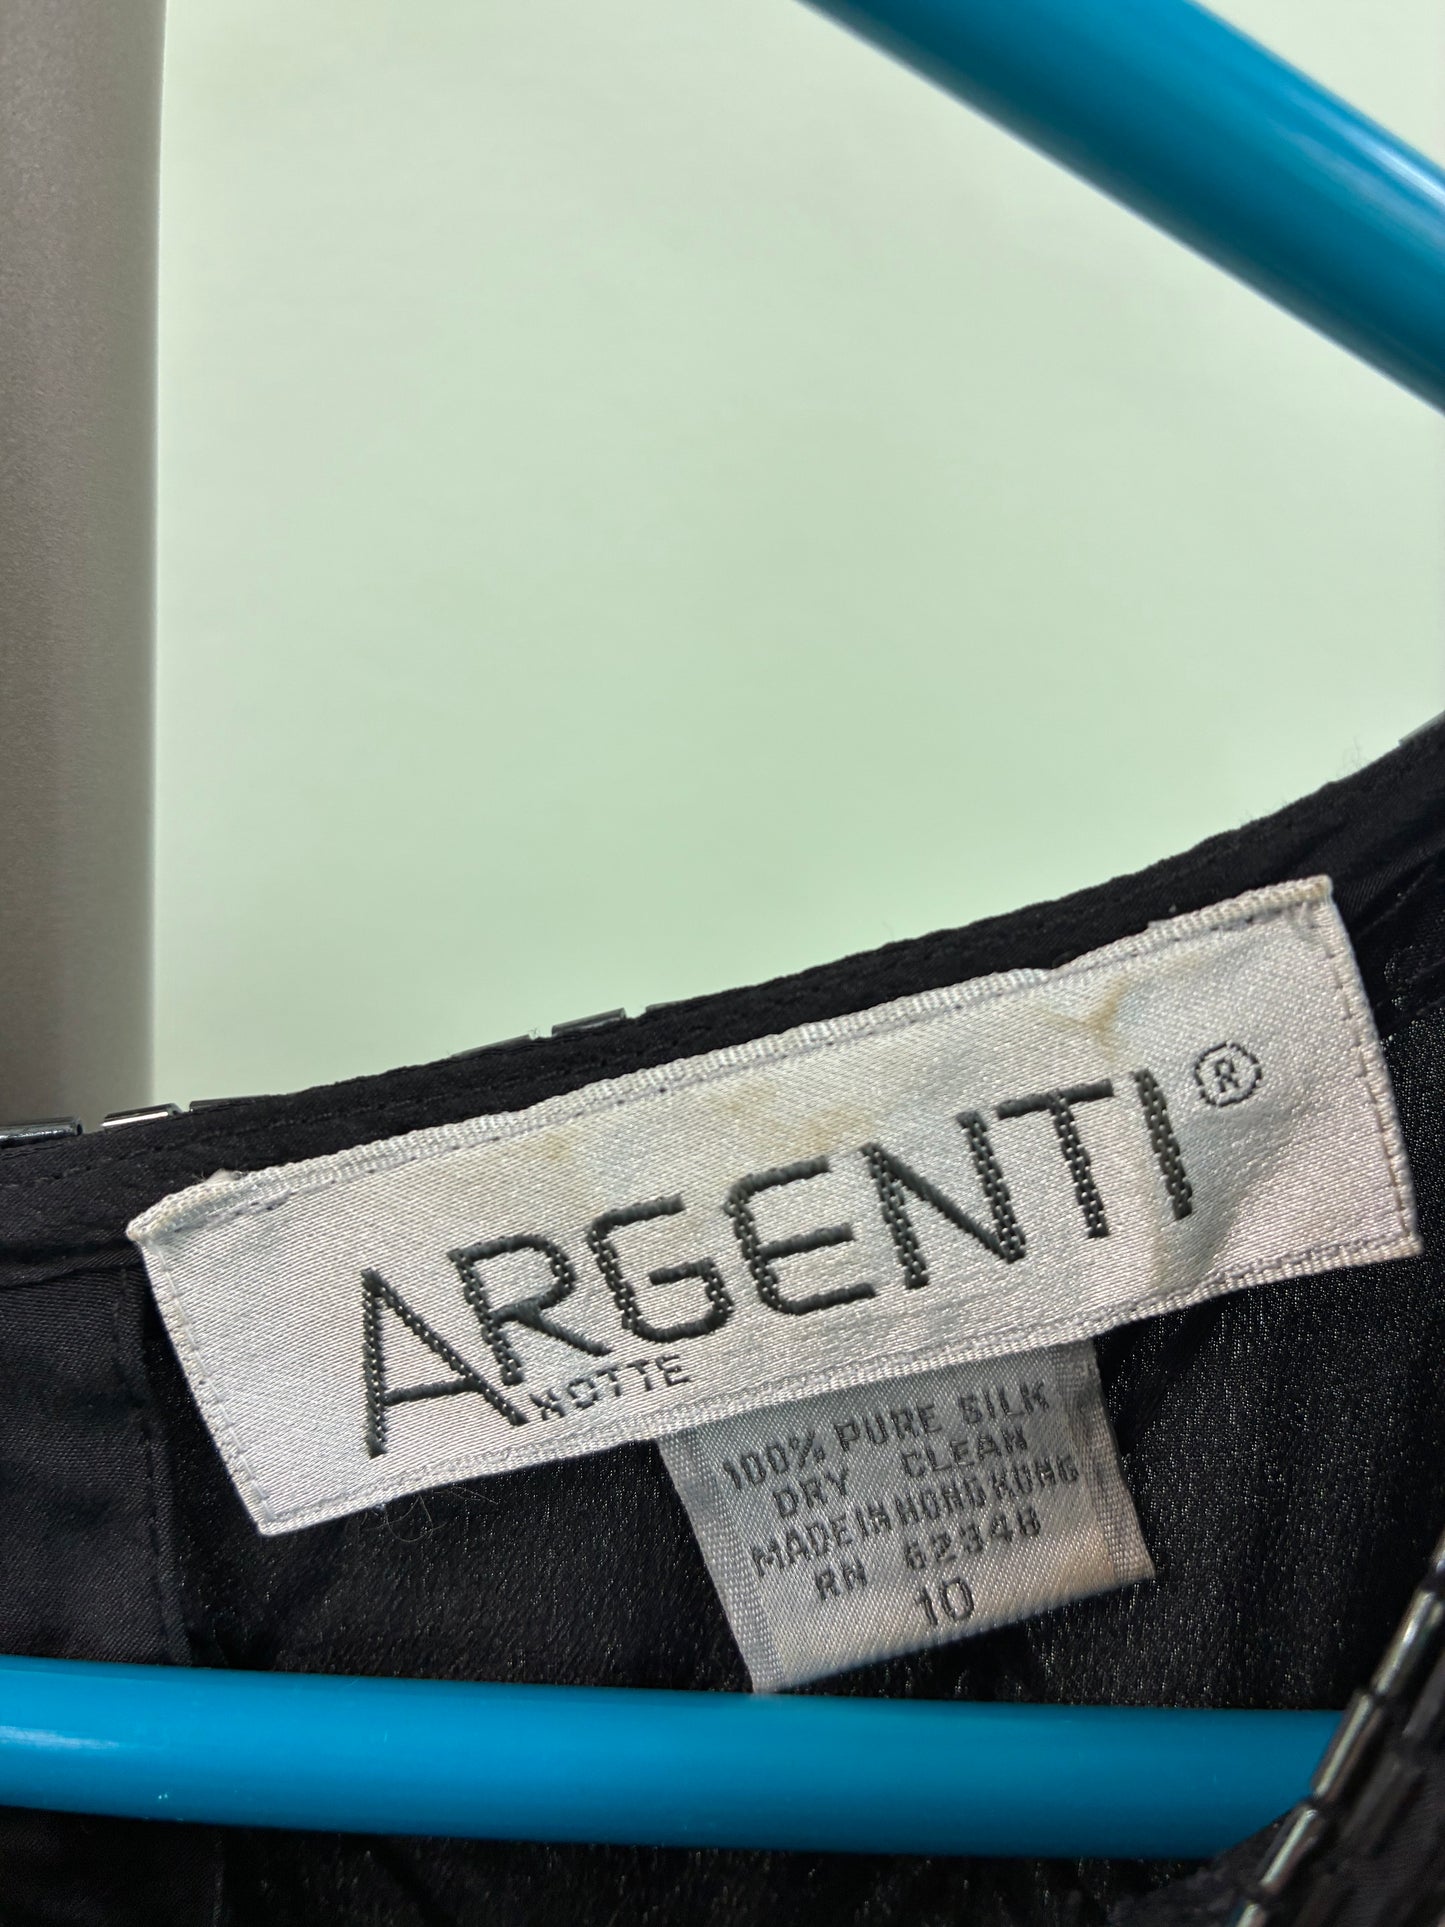 ARGENTI ®
NOTTE
100% PURE SILK
DRY CLEAN
MADE IN HONG KONG
RN 62348
10